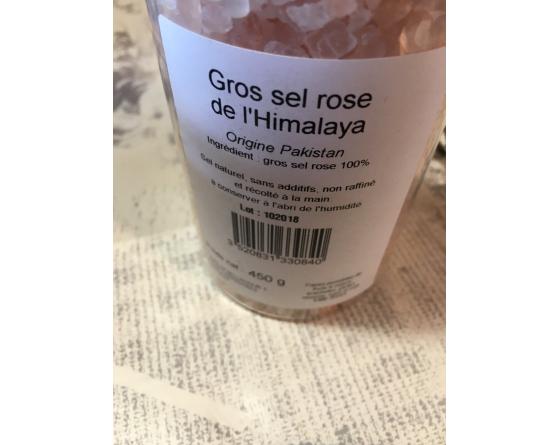 Gros sel rose
de l'Himalaya
Origine Pakistan
Ingrédient : gros sel rose 100%
Sel naturel, sans additifs, non raffiné
et récolté à la main
à conserver à l'abri de l'humidité
Lot : 102018
3 520831 330840
450 g